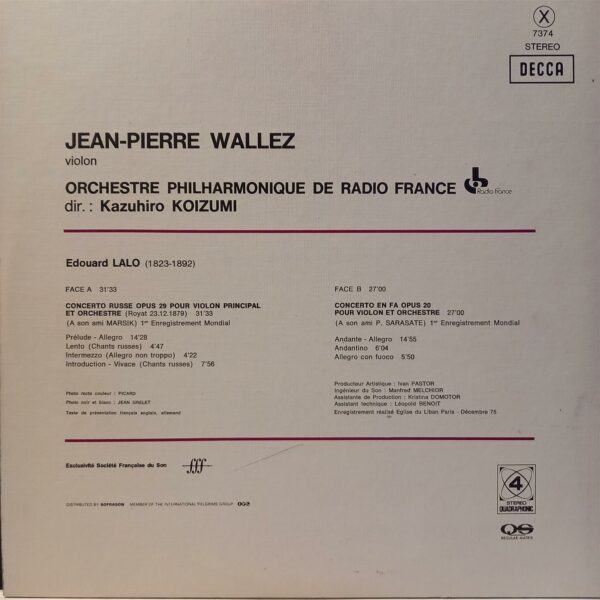 X
7374
STEREO
DECCA
JEAN-PIERRE WALLEZ
violon
ORCHESTRE PHILHARMONIQUE DE RADIO FRANCE
Radio France
dir. : Kazuhiro KOIZUMI
Edouard LALO (1823-1892)
FACE A 31'33
CONCERTO RUSSE OPUS 29 POUR VIOLON PRINCIPAL
ET ORCHESTRE (Royat 23.12.1879) 31'33
(A son ami MARSIK) 1er Enregistrement Mondial
Prélude - Allegro 14'28
Lento (Chants russes) 4'47
Intermezzo (Allegro non troppo) 4'22
Introduction - Vivace (Chants russes) 7'56
Photo recto couleur : PICARD
Photo noir et blanc : JEAN GRELET
Texte de présentation français anglais, allemand
FACE B 27'00
CONCERTO EN FA OPUS 20
POUR VIOLON ET ORCHESTRE 27'00
(A son ami P. SARASATE) 1er Enregistrement Mondial
Andante - Allegro 14'55
Andantino 6'04
Allegro con fuoco 5'50
Producteur Artistique : Ivan PASTOR
Ingénieur du Son : Manfred MELCHIOR
Assistante de Production : Kristina DOMOTOR
Assistant technique : Léopold BENOIT
Enregistrement réalisé Eglise du Liban Paris - Décembre 75
Exclusivité Société Française du Son fff
DISTRIBUTED BY SOFRASON MEMBER OF THE INTERNATIONAL PILGRIMS GROUP
4
STEREO
QUADRAPHONIC
QS
REGULAR MATRIX